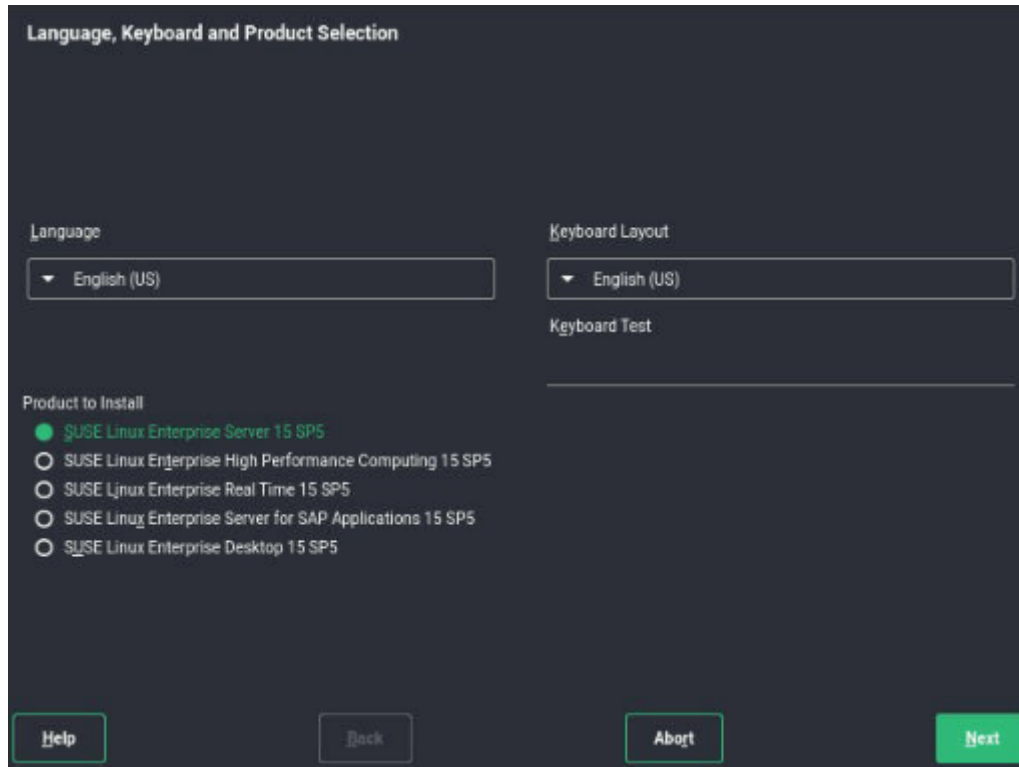 Language, Keyboard and Product Selection
Language
Keyboard Layout
English (US)
English (US)
Keyboard Test
Product to Install
SUSE Linux Enterprise Server 15 SP5
SUSE Linux Enterprise High Performance Computing 15 SP5
SUSE Linux Enterprise Real Time 15 SP5
SUSE Linux Enterprise Server for SAP Applications 15 SP5
SUSE Linux Enterprise Desktop 15 SP5
Help
Back
Abort
Next